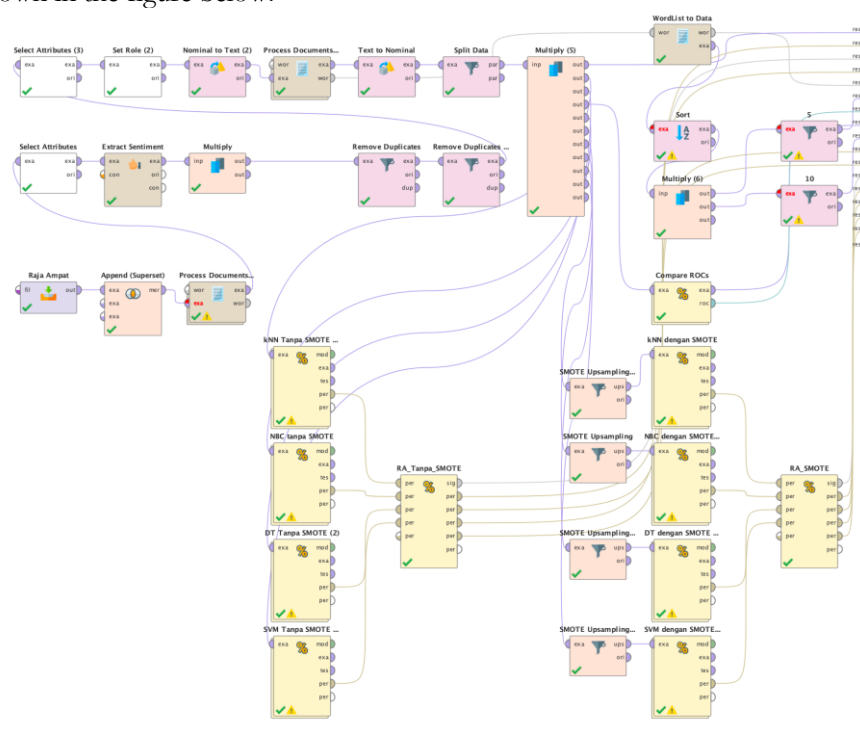 own in the figure below.
WordList to Data
wor wor
exa
Select Attributes (3) Set Role (2) Nominal to Text (2) Process Documents... Text to Nominal Split Data Multiply (5)
exa exa
ori
exa exa
ori
exa exa
ori
wor exa
exa wor
exa exa
ori
exa par
par
inp out
out
out
out
out
out
out
out
out
out
Sort
exa exa
ori
5
exa exa
ori
Select Attributes Extract Sentiment Multiply Remove Duplicates Remove Duplicates ...
exa exa
ori
exa exa
con ori
con
inp out
out
exa exa
ori
dup
exa exa
ori
dup
Multiply (6)
inp out
out
out
10
exa exa
ori
Raja Ampat Append (Superset) Process Documents...
fil out
exa mer
exa
exa
wor exa
exa wor
Compare ROCs
exa exa
roc
kNN Tanpa SMOTE ...
exa mod
exa
tes
per
per
SMOTE Upsampling...
exa ups
ori
kNN dengan SMOTE
exa mod
exa
tes
per
per
NBC tanpa SMOTE
exa mod
exa
tes
per
per
SMOTE Upsampling
exa ups
ori
NBC dengan SMOTE...
exa mod
exa
tes
per
per
RA_Tanpa_SMOTE
per sig
per per
per per
per per
per per
per
RA_SMOTE
per sig
per per
per per
per per
per per
per
DT Tanpa SMOTE (2)
exa mod
exa
tes
per
per
SMOTE Upsampling...
exa ups
ori
DT dengan SMOTE ...
exa mod
exa
tes
per
per
SVM Tanpa SMOTE ...
exa mod
exa
tes
per
per
SMOTE Upsampling...
exa ups
ori
SVM dengan SMOTE...
exa mod
exa
tes
per
per